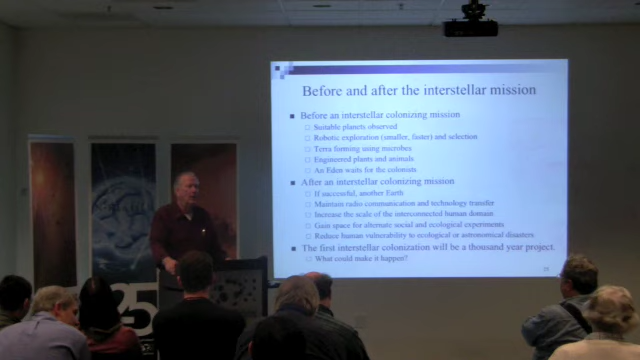 Before and after the interstellar mission
Before an interstellar colonizing mission
Suitable planets observed
Robotic exploration (smaller, faster) and selection
Terra forming using microbes
Engineered plants and animals
An Eden waits for the colonists
After an interstellar colonizing mission
If successful, another Earth
Maintain radio communication and technology transfer
Increase the scale of the interconnected human domain
Gain space for alternate social and ecological experiments
Reduce human vulnerability to ecological or astronomical disasters.
The first interstellar colonization will be a thousand year project.
What could make it happen?
25